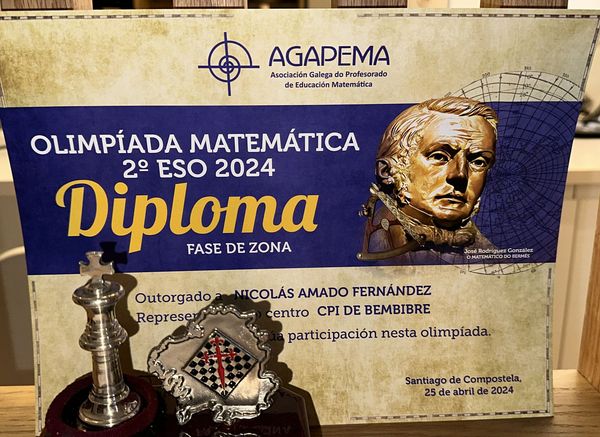 AGAPEMA
Asociación Galega do Profesorado
de Educación Matemática
OLIMPÍADA MATEMÁTICA
2º ESO 2024
Diploma
FASE DE ZONA
José Rodríguez González
O MATEMÁTICO DO BERMÉS
Outorgado a NICOLÁS AMADO FERNÁNDEZ
centro CPI DE BEMBIBRE
participación nesta olimpíada.
Santiago de Compostela,
25 de abril de 2024